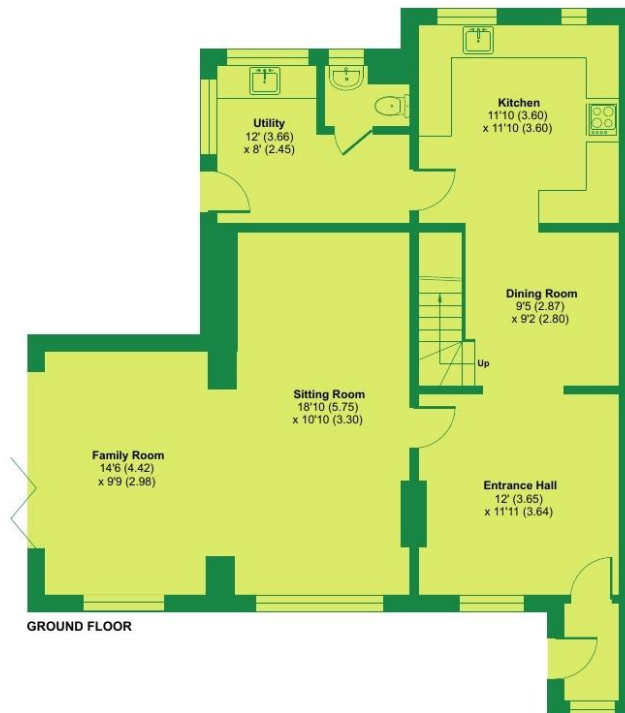 Kitchen
11'10 (3.60)
x 11'10 (3.60)
Utility
12' (3.66)
x 8' (2.45)
Dining Room
9'5 (2.87)
x 9'2 (2.80)
Up
Sitting Room
18'10 (5.75)
x 10'10 (3.30)
Family Room
14'6 (4.42)
x 9'9 (2.98)
Entrance Hall
12' (3.65)
x 11'11 (3.64)
GROUND FLOOR